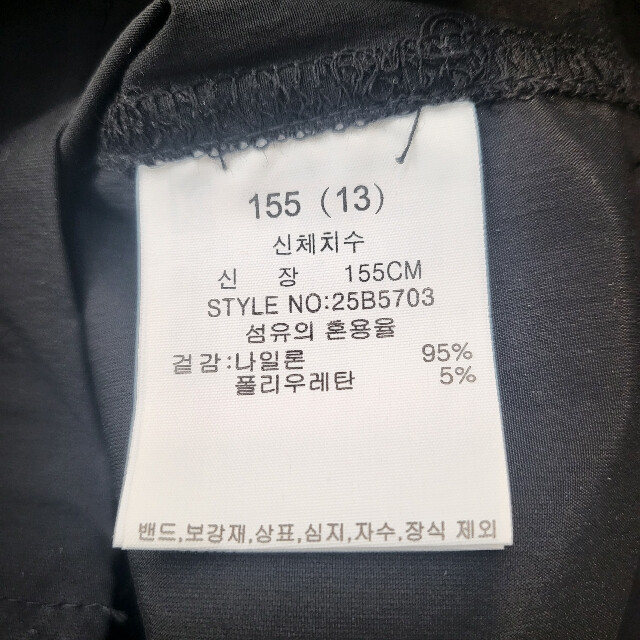 155 (13)
신체치수
신 장 155CM
STYLE NO:25B5703
섬유의 혼용율
겉감:나일론 95%
폴리우레탄 5%
밴드,보강재,상표,심지,자수,장식 제외